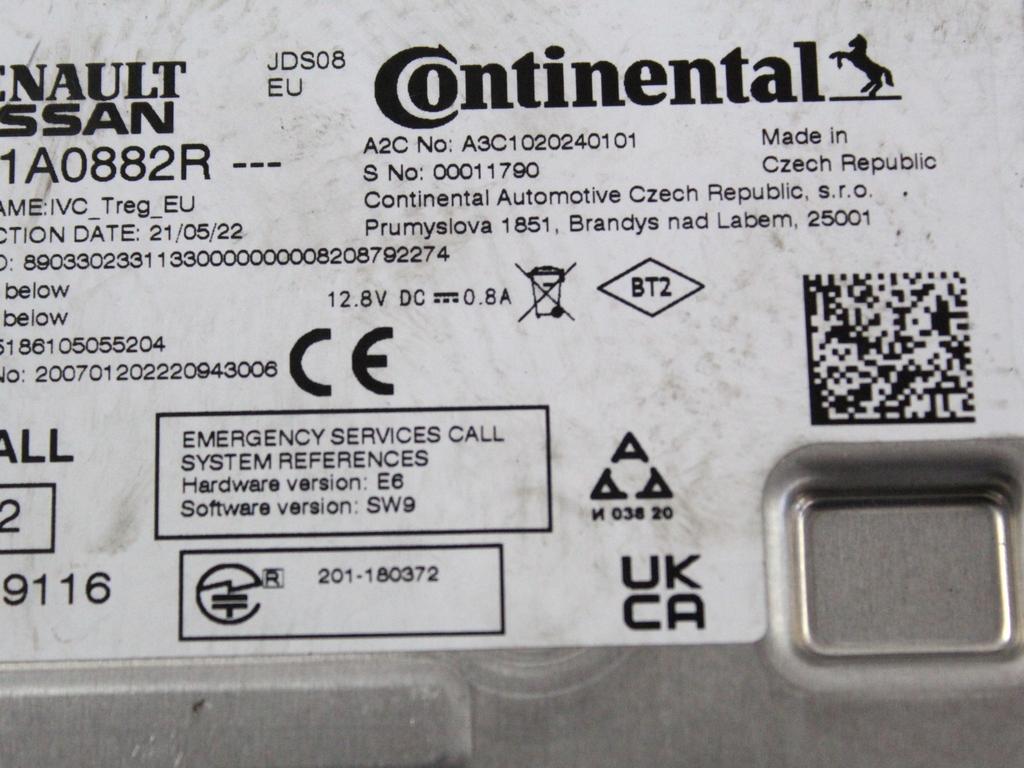 ENAULT
ISSAN
JDS08
EU
Continental
1A0882R ---
A2C No: A3C1020240101
S No: 00011790
Made in
Czech Republic
Continental Automotive Czech Republic, s.r.o.
Prumyslova 1851, Brandys nad Labem, 25001
AME:IVC_Treg_EU
CTION DATE: 21/05/22
D: 89033023311330000000008208792274
below
below
12.8V DC 0.8A
BT2
5186105055204
No: 200701202220943006
CE
ALL
2
9116
EMERGENCY SERVICES CALL
SYSTEM REFERENCES
Hardware version: E6
Software version: SW9
R 201-180372
И 038 20
UK
CA